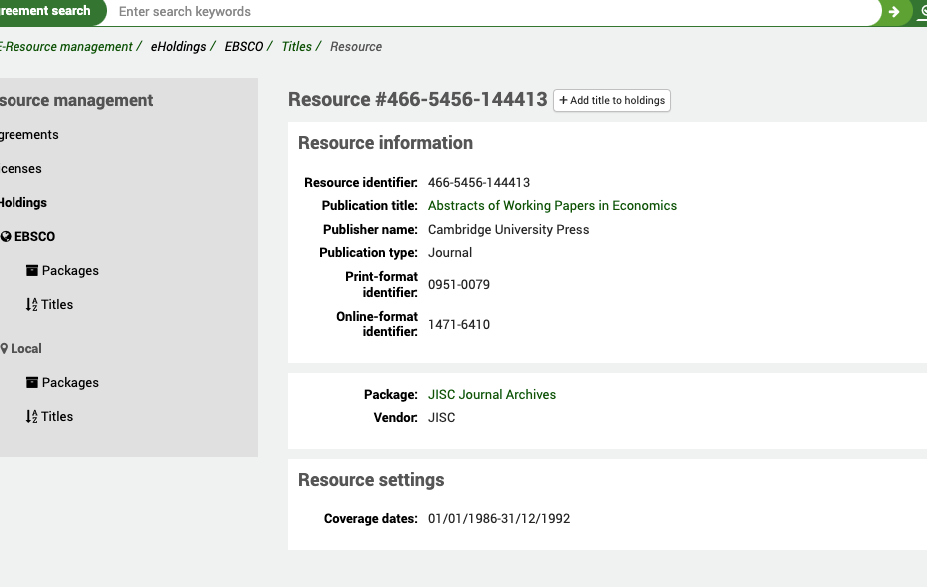 reement search
Enter search keywords
E-Resource management / eHoldings / EBSCO / Titles / Resource
source management
greements
icenses
Holdings
EBSCO
Packages
Titles
Local
Packages
Titles
Resource #466-5456-144413 + Add title to holdings
Resource information
Resource identifier: 466-5456-144413
Publication title: Abstracts of Working Papers in Economics
Publisher name: Cambridge University Press
Publication type: Journal
Print-format
identifier: 0951-0079
Online-format
identifier: 1471-6410
Package: JISC Journal Archives
Vendor: JISC
Resource settings
Coverage dates: 01/01/1986-31/12/1992